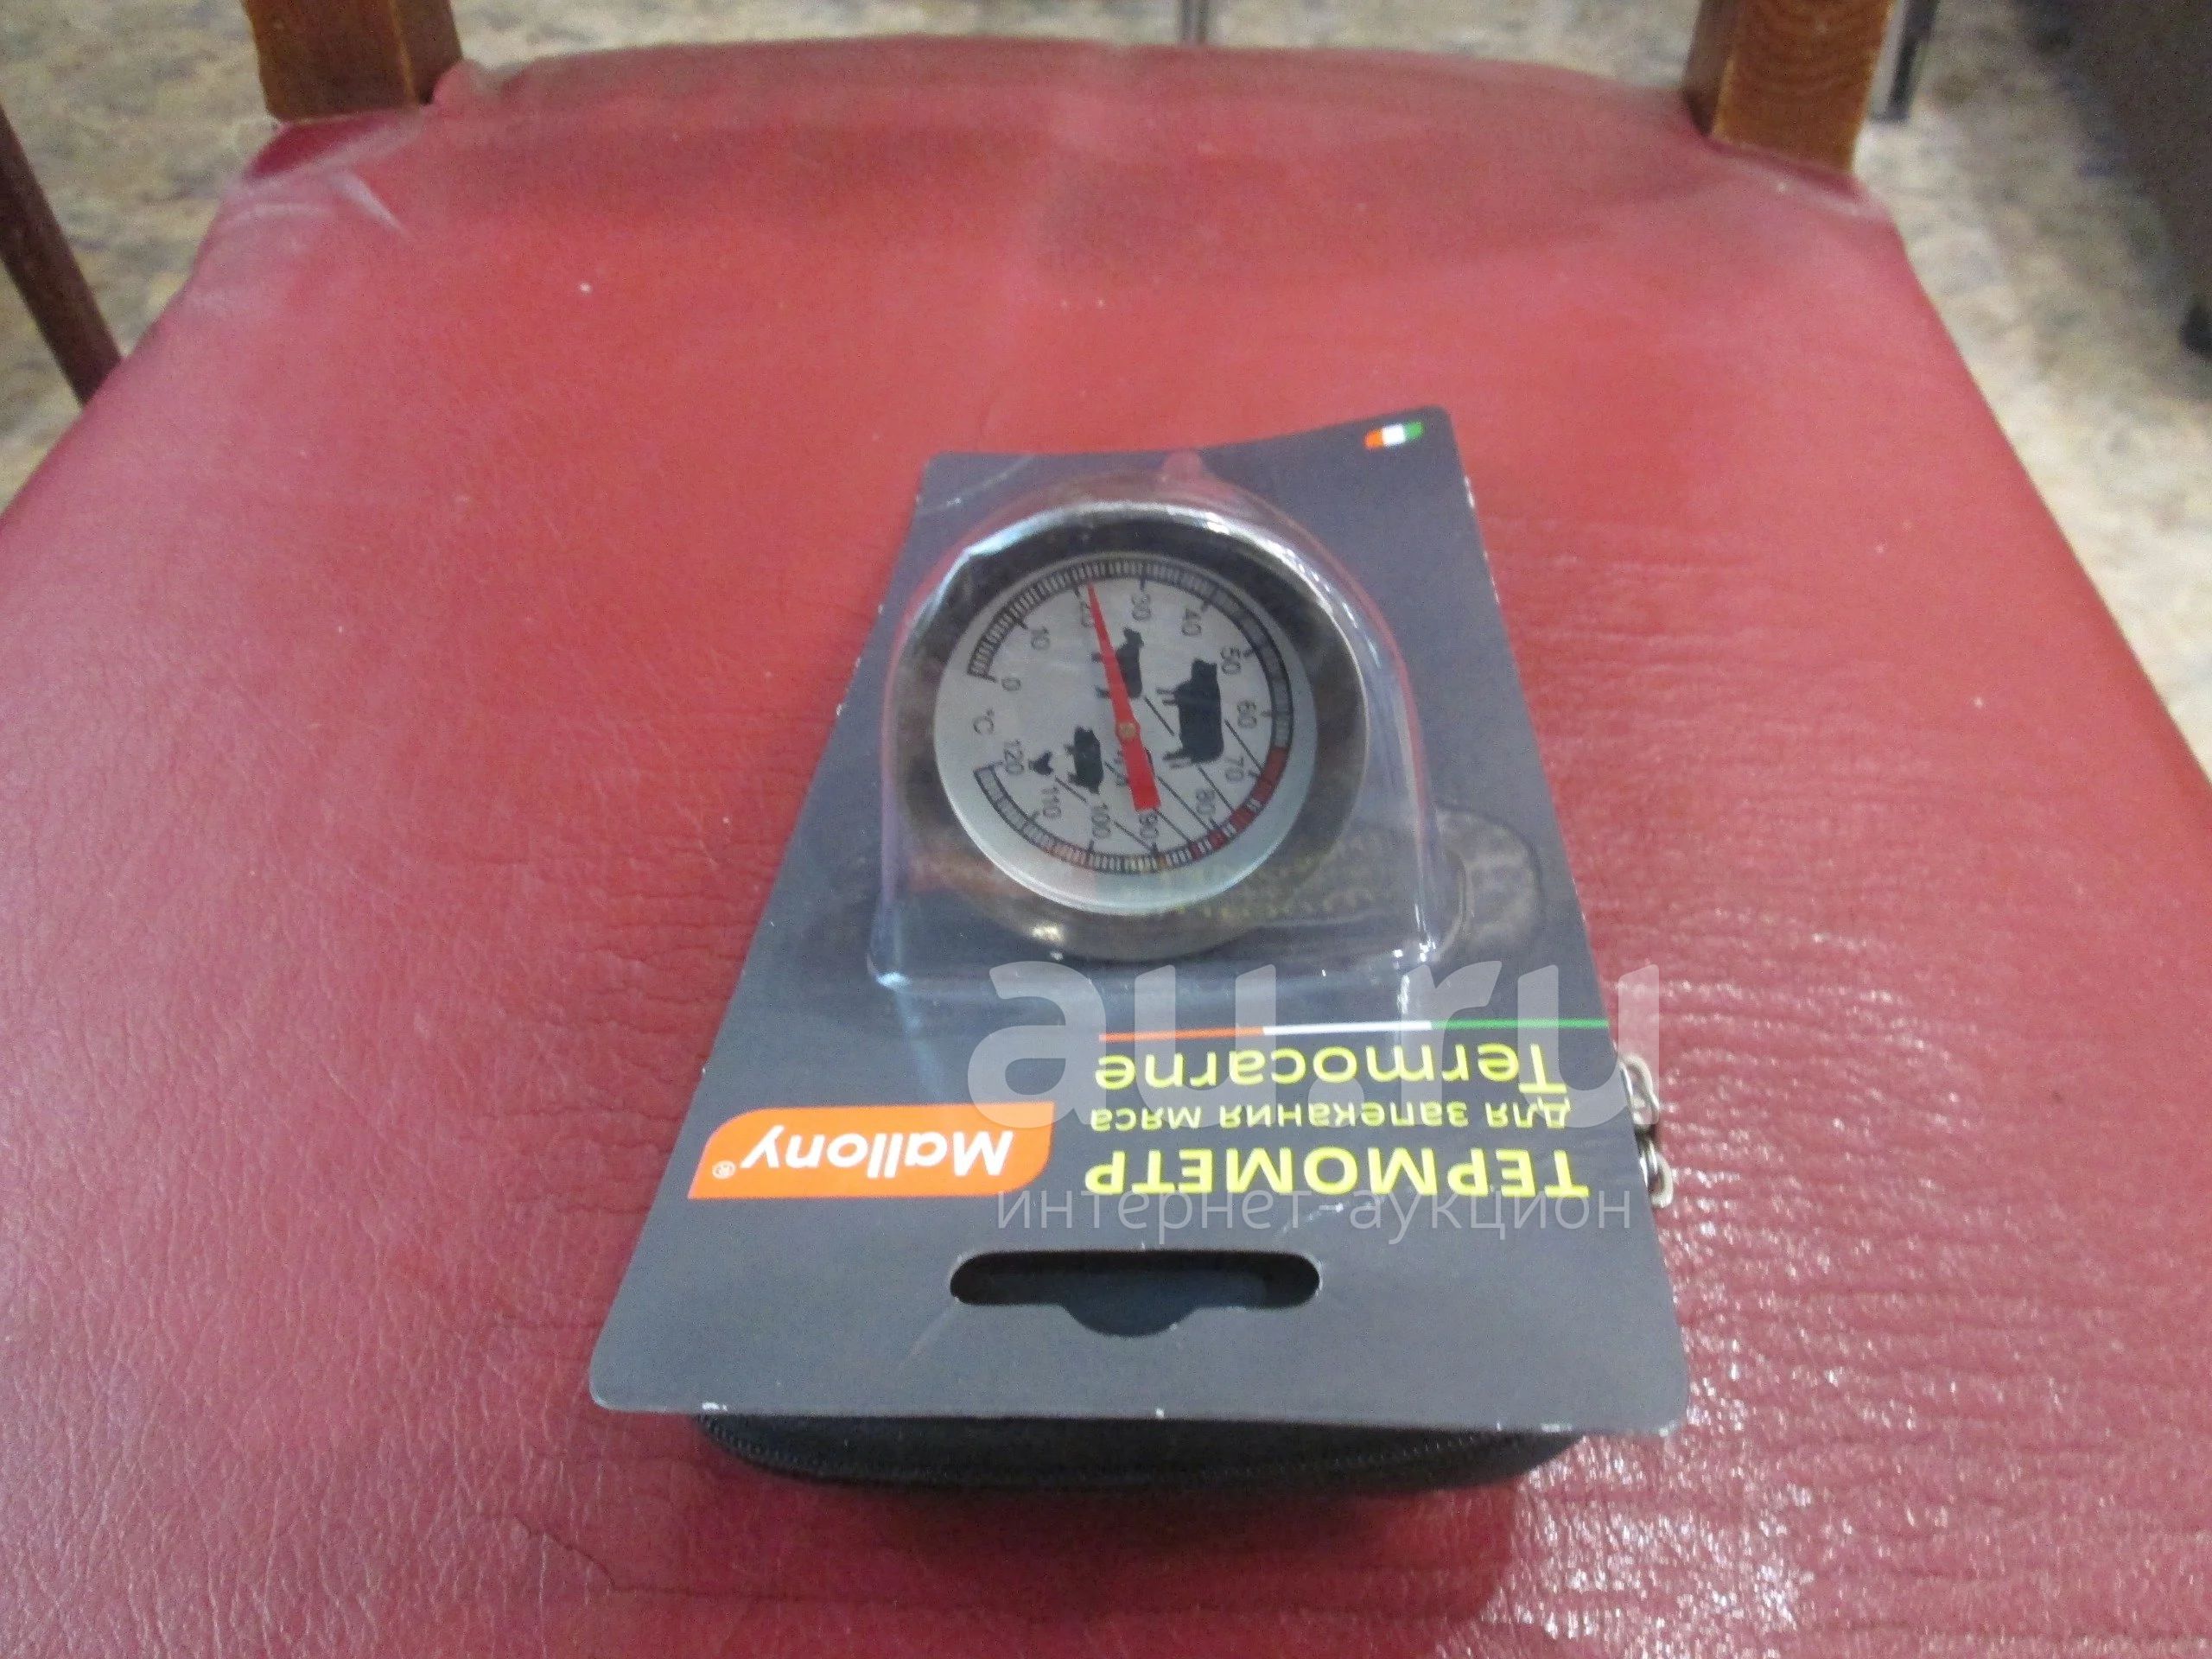 Mallony®
ТЕРМОМЕТР
для запекания мяса
Termocarne
°C
0
10
20
30
40
50
60
70
80
90
100
110
120
au.ru
интернет-аукцион